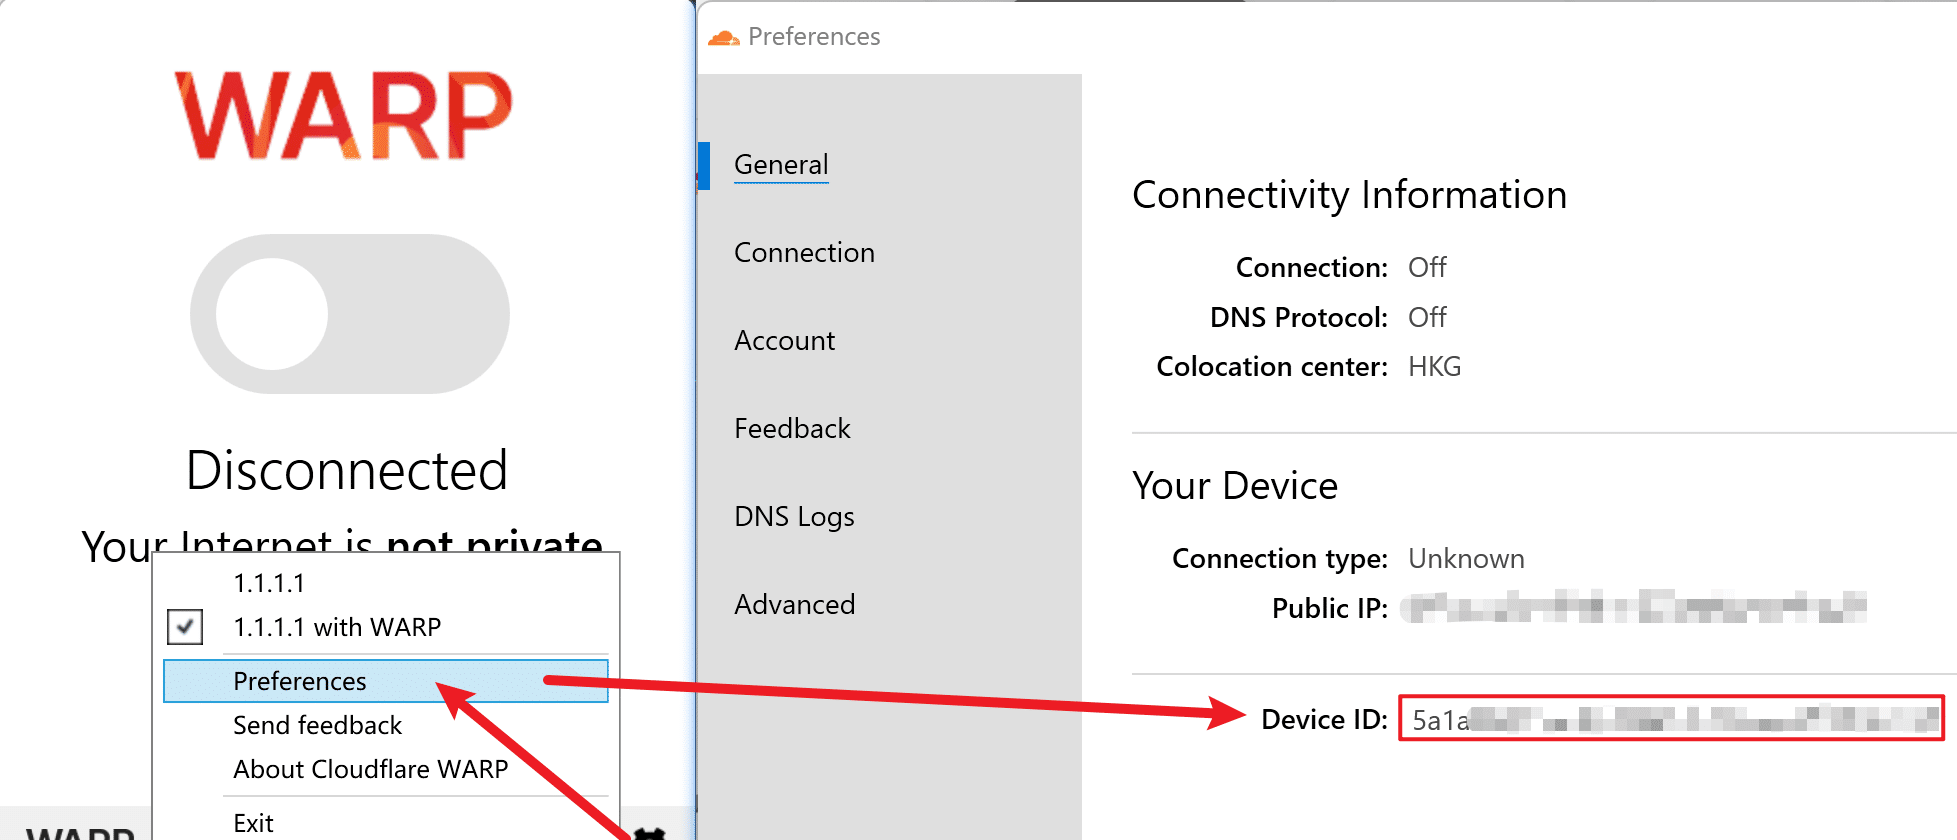 WARP
Disconnected
Your Internet is not private
1.1.1.1
1.1.1.1 with WARP
Preferences
Send feedback
About Cloudflare WARP
Exit
WARP
Preferences
General
Connection
Account
Feedback
DNS Logs
Advanced
Connectivity Information
Connection: Off
DNS Protocol: Off
Colocation center: HKG
Your Device
Connection type: Unknown
Public IP:
Device ID: 5a1a